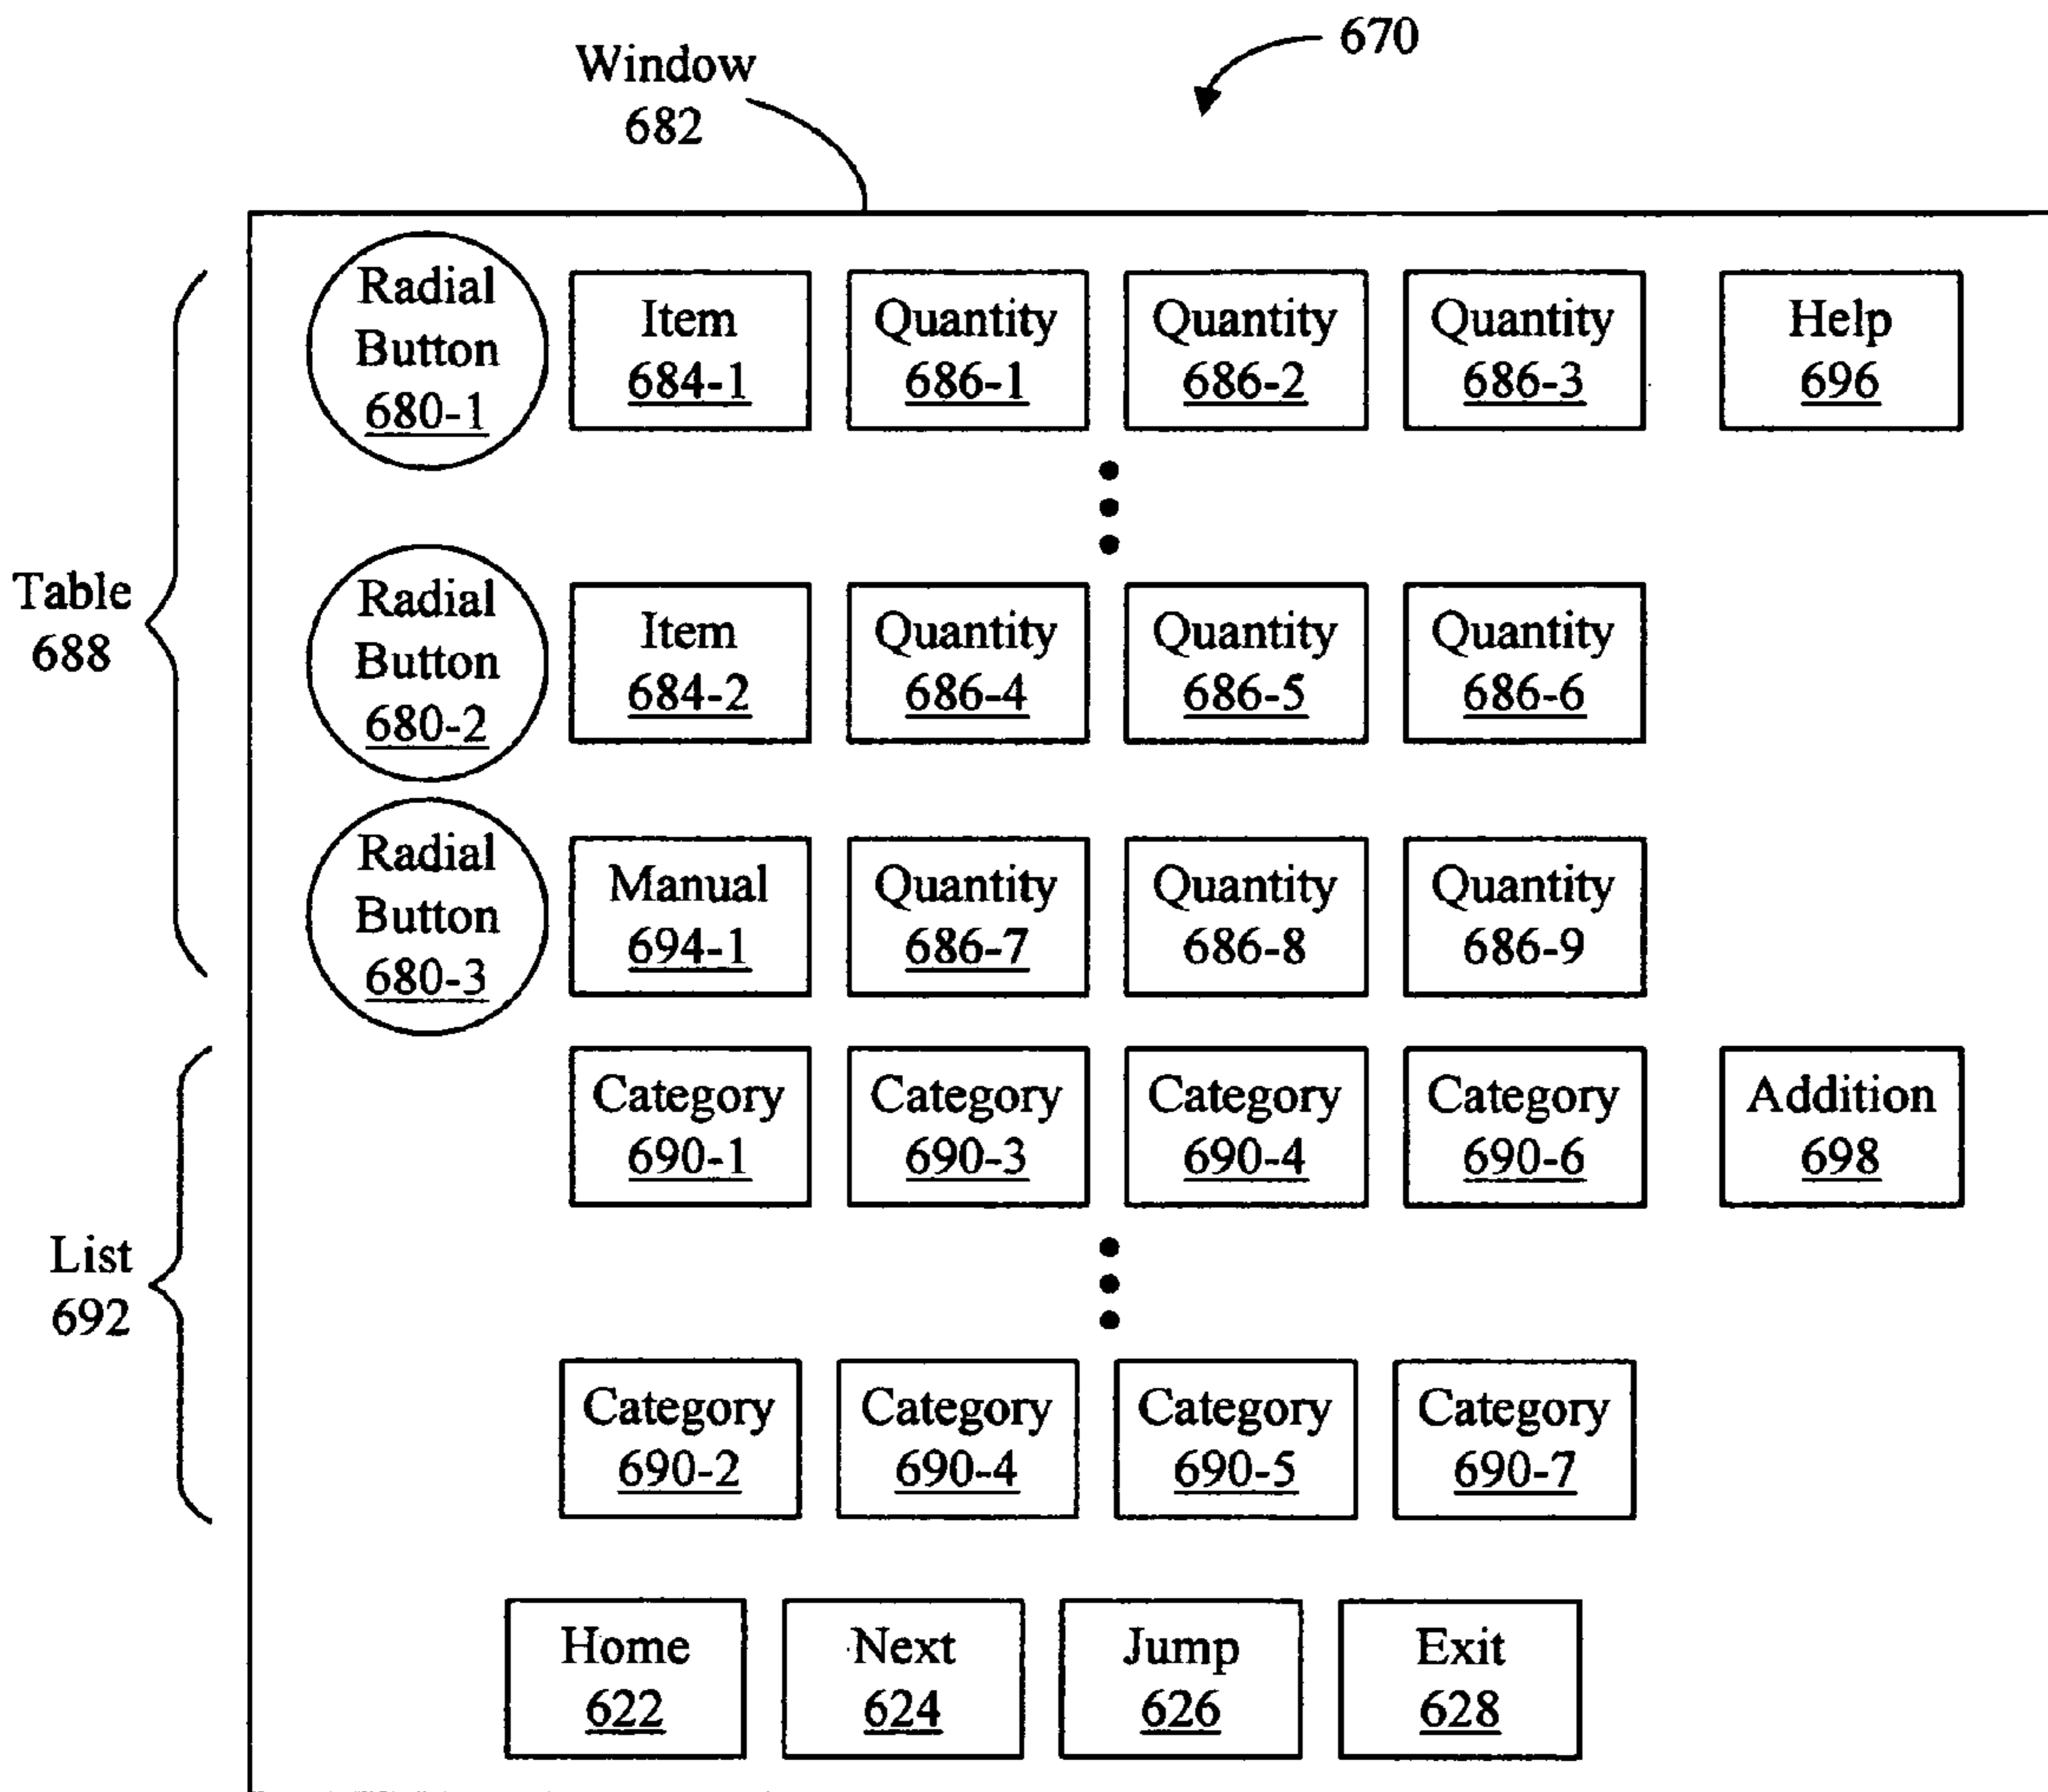 670
Window
682
Radial
Button
680-1
Item
684-1
Quantity
686-1
Quantity
686-2
Quantity
686-3
Help
696
Table
688
Radial
Button
680-2
Item
684-2
Quantity
686-4
Quantity
686-5
Quantity
686-6
Radial
Button
680-3
Manual
694-1
Quantity
686-7
Quantity
686-8
Quantity
686-9
List
692
Category
690-1
Category
690-3
Category
690-4
Category
690-6
Addition
698
Category
690-2
Category
690-4
Category
690-5
Category
690-7
Home
622
Next
624
Jump
626
Exit
628